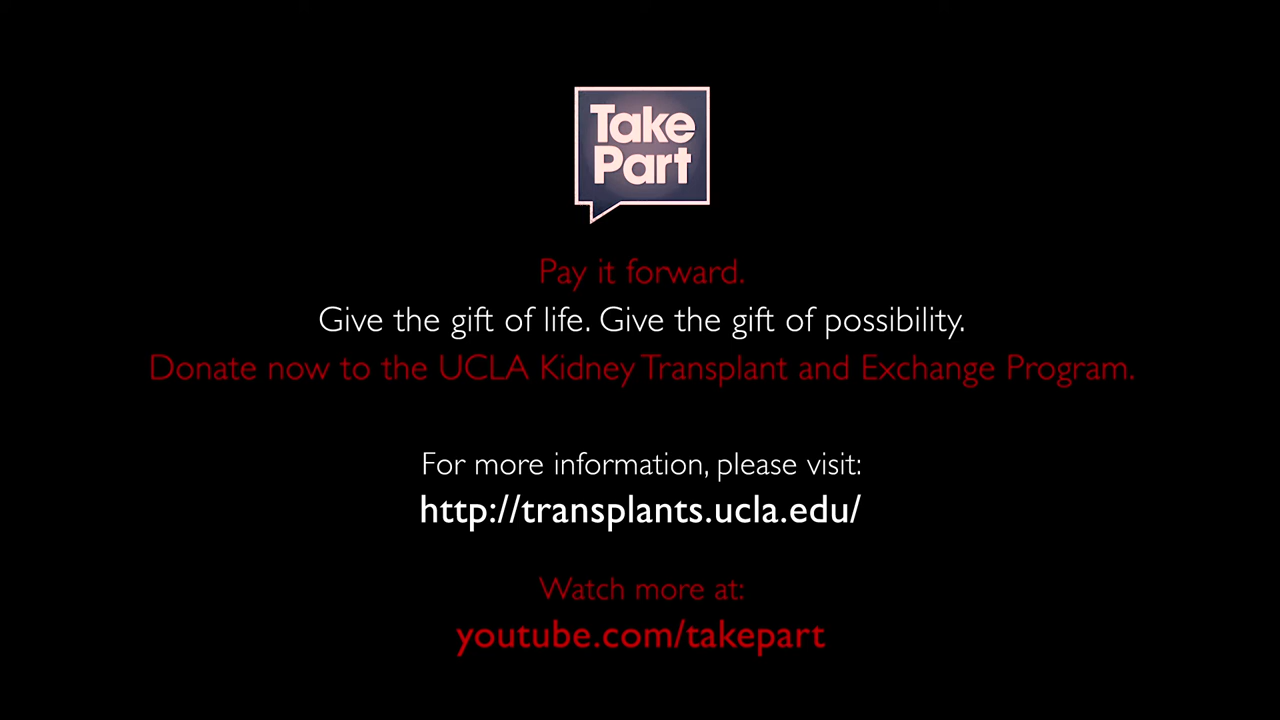 Take
Part
Pay it forward.
Give the gift of life. Give the gift of possibility.
Donate now to the UCLA Kidney Transplant and Exchange Program.
For more information, please visit:
http://transplants.ucla.edu/
Watch more at:
youtube.com/takepart